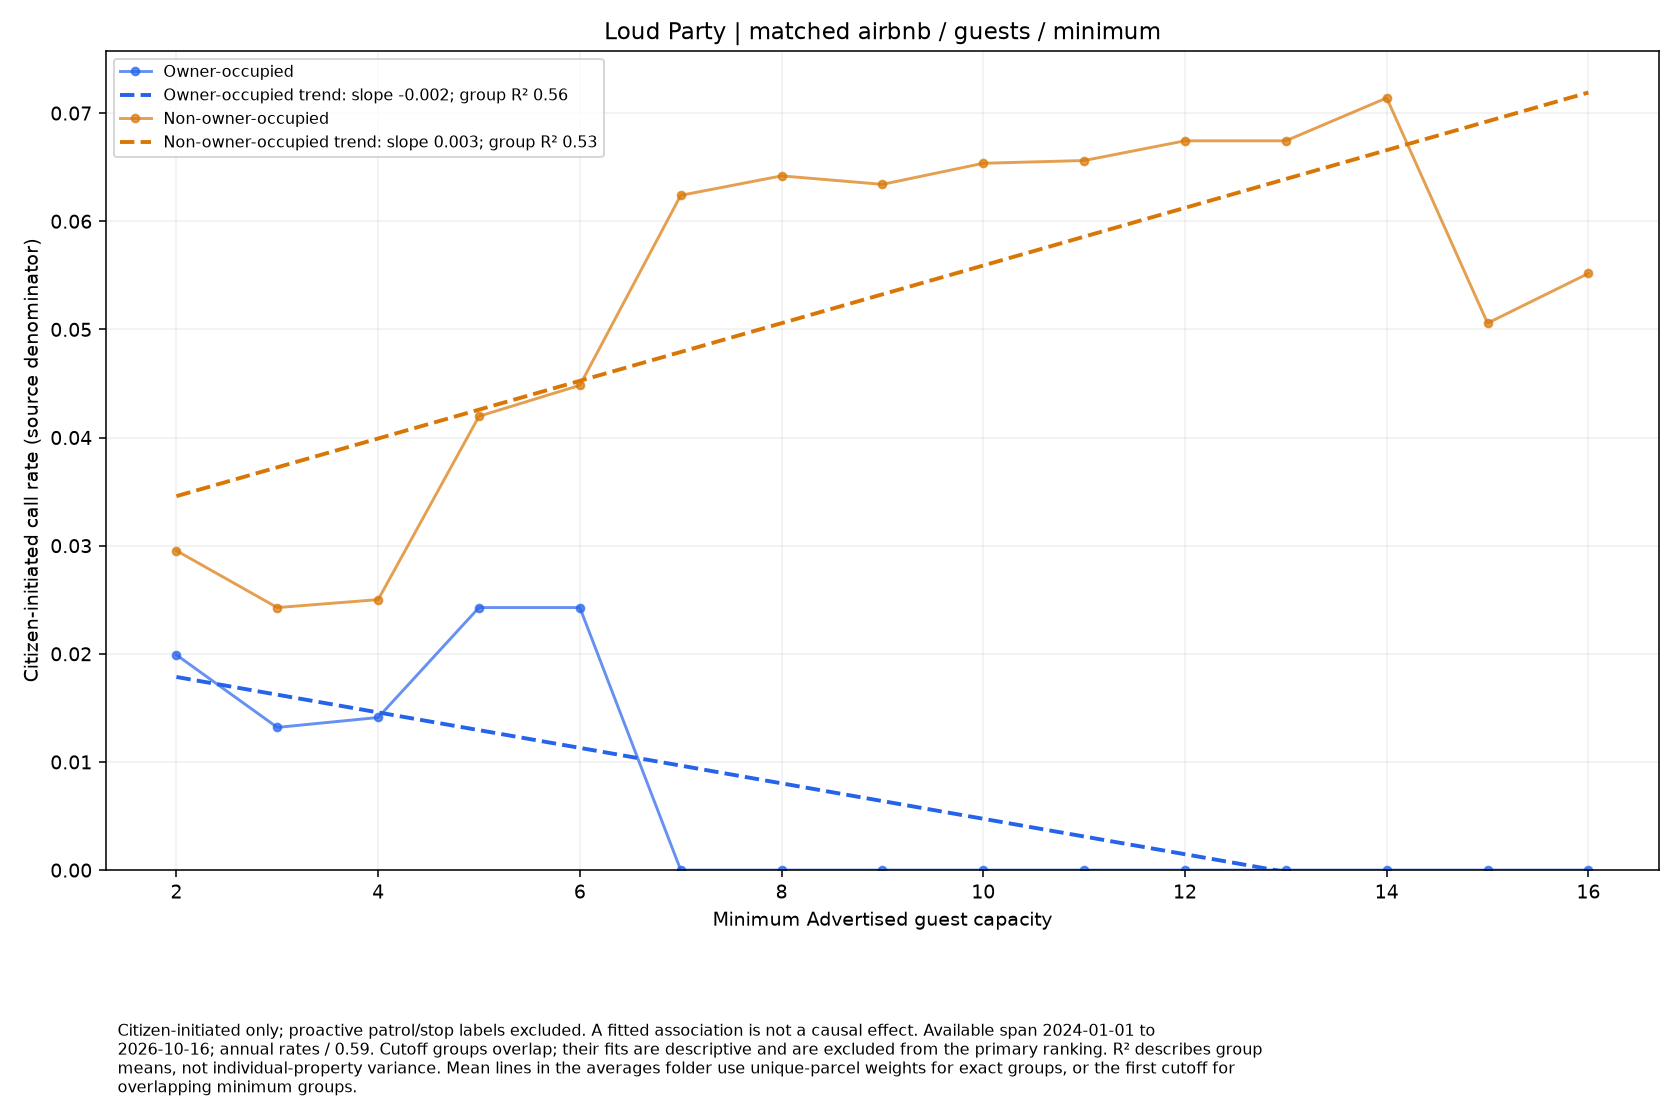 Loud Party | matched airbnb / guests / minimum
Owner-occupied
Owner-occupied trend: slope -0.002; group R² 0.56
Non-owner-occupied
Non-owner-occupied trend: slope 0.003; group R² 0.53
Citizen-initiated call rate (source denominator)
0.07
0.06
0.05
0.04
0.03
0.02
0.01
0.00
2 4 6 8 10 12 14 16
Minimum Advertised guest capacity
Citizen-initiated only; proactive patrol/stop labels excluded. A fitted association is not a causal effect. Available span 2024-01-01 to
2026-10-16; annual rates / 0.59. Cutoff groups overlap; their fits are descriptive and are excluded from the primary ranking. R² describes group
means, not individual-property variance. Mean lines in the averages folder use unique-parcel weights for exact groups, or the first cutoff for
overlapping minimum groups.